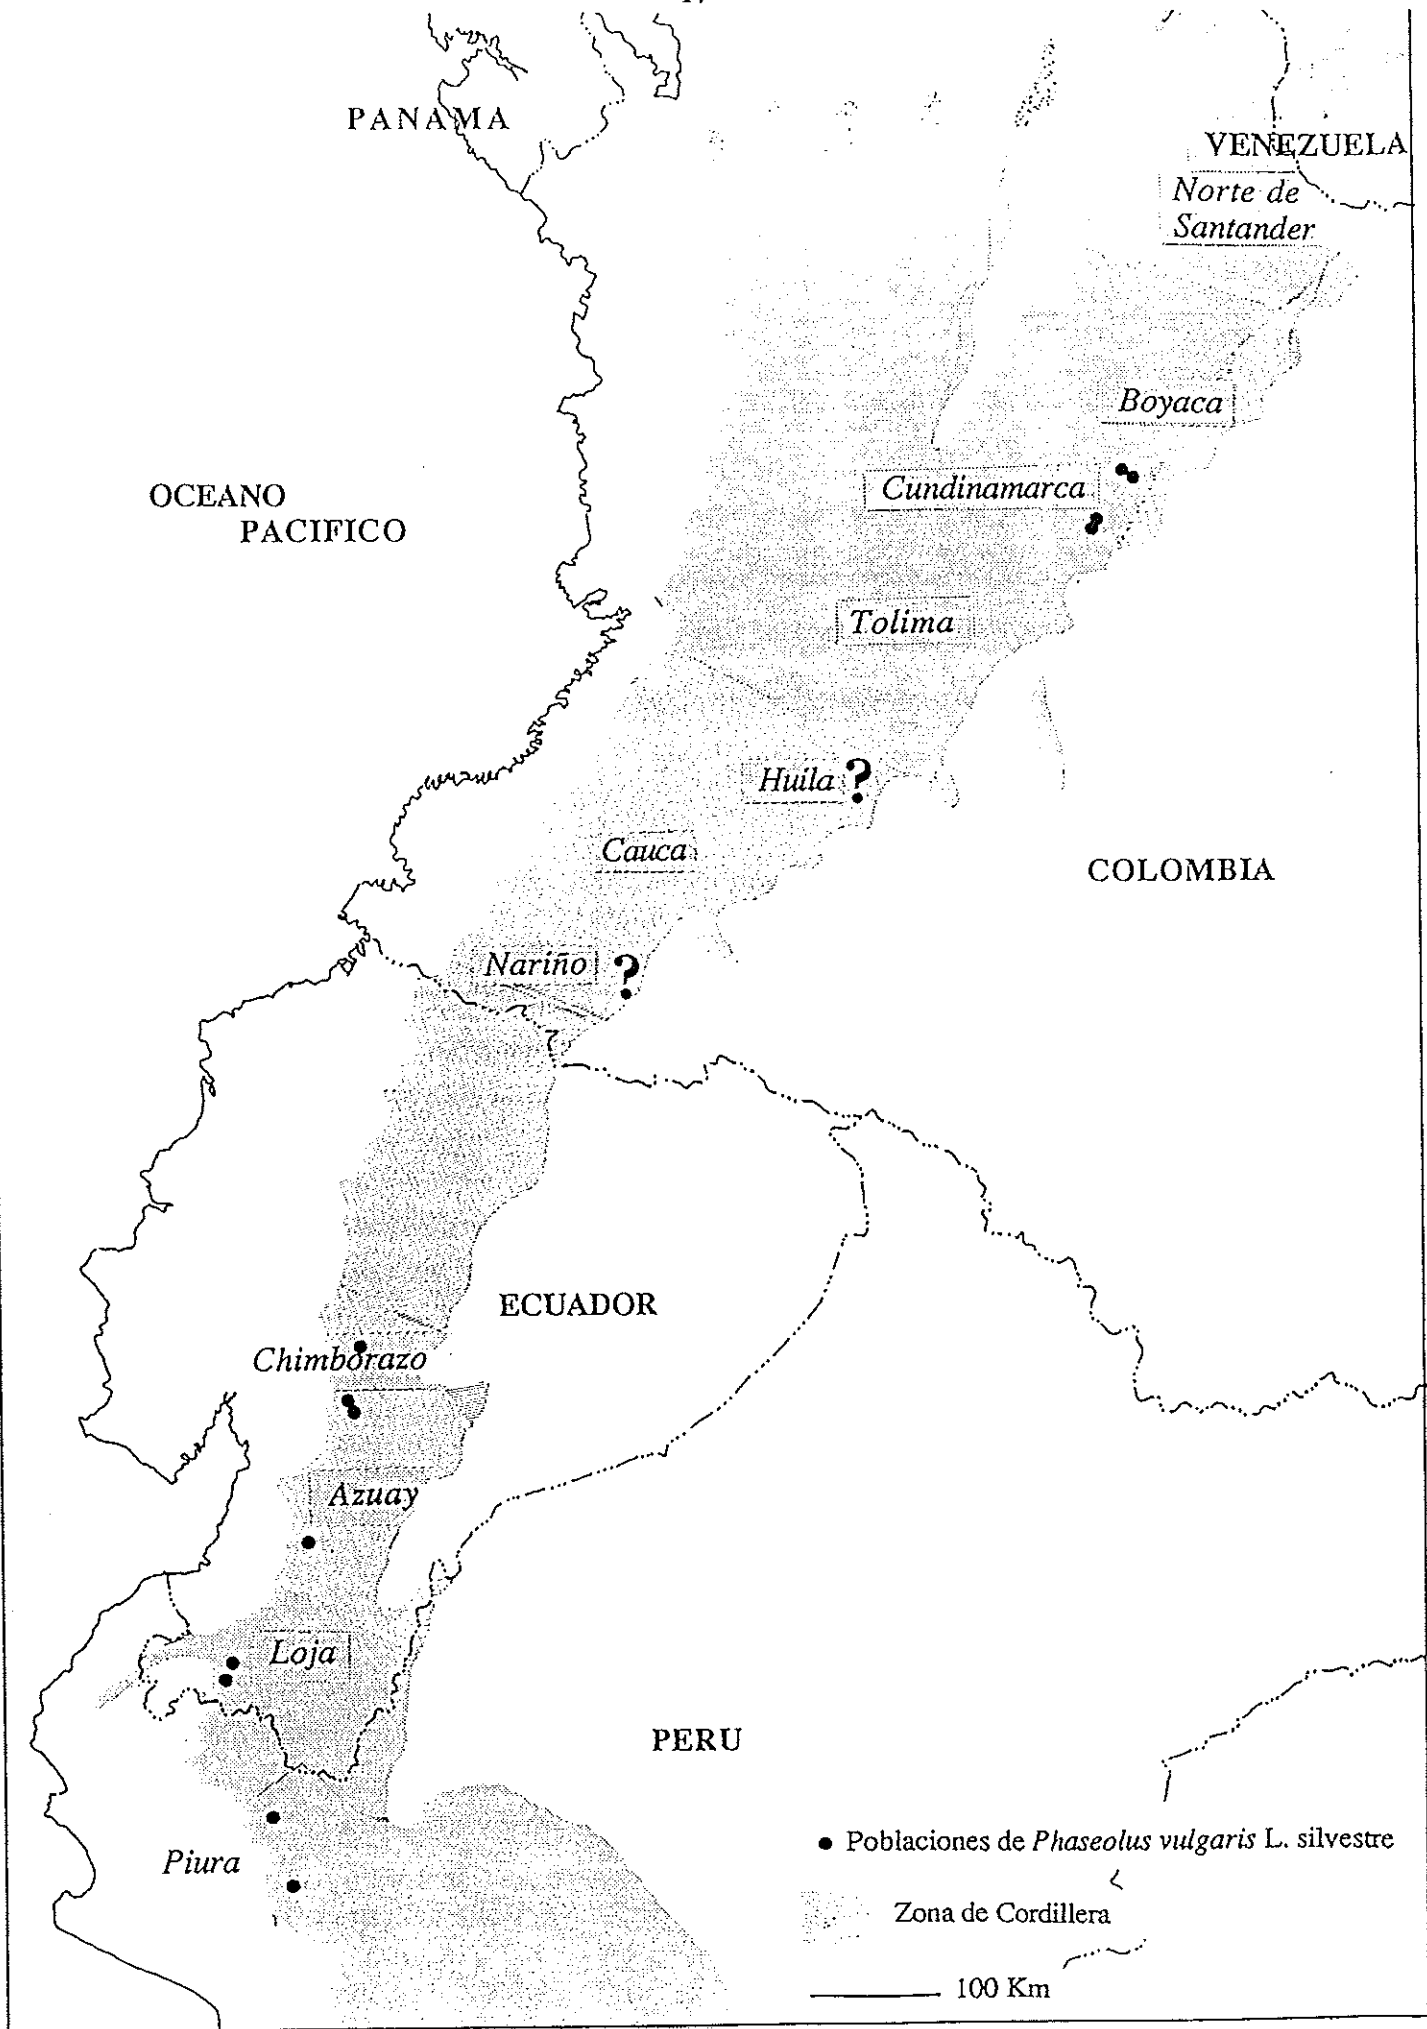 PANAMA
VENEZUELA
Norte de
Santander
Boyaca
OCEANO
PACIFICO
Cundinamarca
Tolima
Huila ?
Cauca
COLOMBIA
Nariño ?
ECUADOR
Chimborazo
Azuay
Loja
PERU
Poblaciones de Phaseolus vulgaris L. silvestre
Piura
Zona de Cordillera
100 Km